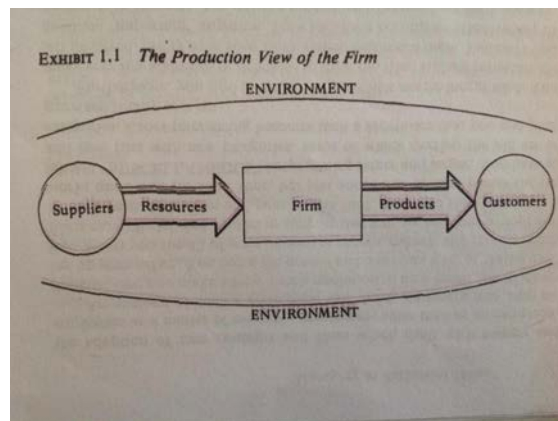 EXHIBIT 1.1 The Production View of the Firm
ENVIRONMENT
Suppliers Resources Firm Products Customers
ENVIRONMENT